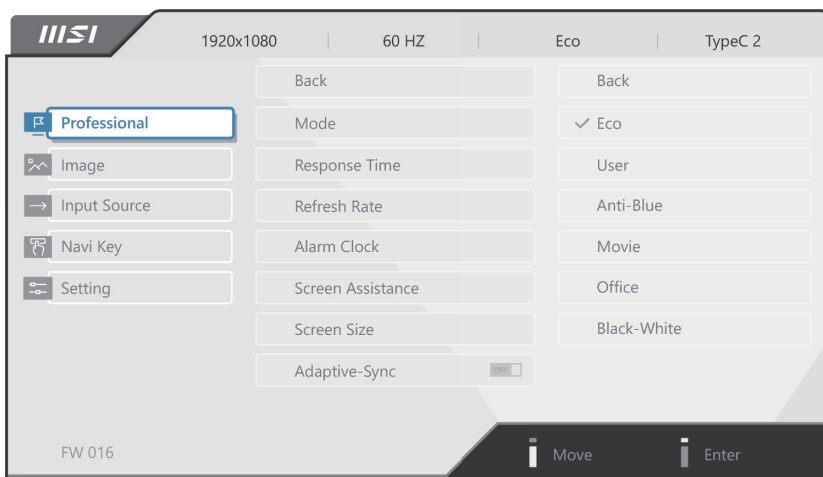 msi 1920x1080 60 HZ Eco TypeC 2
Back Back
Professional Mode Eco
Image Response Time User
Input Source Refresh Rate Anti-Blue
Navi Key Alarm Clock Movie
Setting Screen Assistance Office
Screen Size Black-White
Adaptive-Sync OFF
FW 016 Move Enter